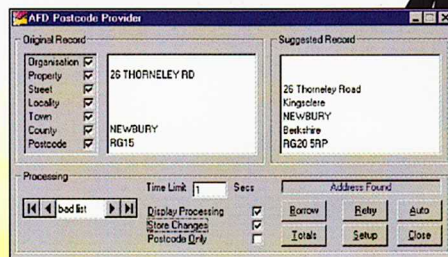 AFD Postcode Provider
Original Record
Organisation
Property
Street
Locality
Town
County
Postcode
26 THORNELEY RD
NEWBURY
RG15
Suggested Record
26 Thorneley Road
Kingsclere
NEWBURY
Berkshire
RG20 5RP
Processing
bad list
Time Limit 1 Secs
Display Processing
Store Changes
Postcode Only
Address Found
Borrow Retry Auto
Totals Setup Close